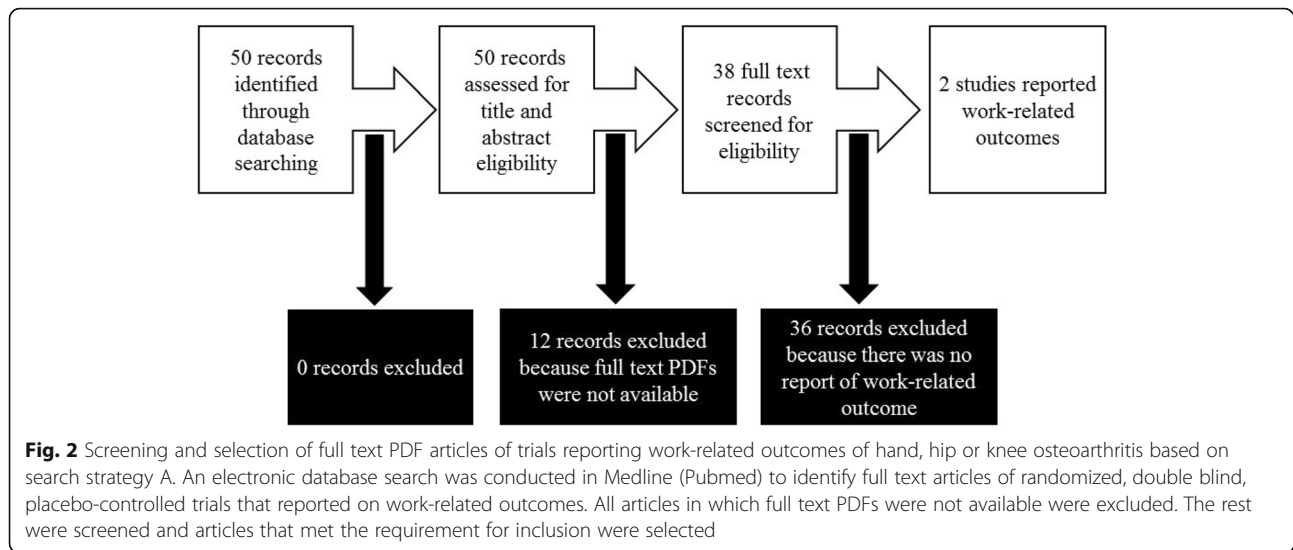 50 records
identified
through
database
searching
50 records
assessed for
title and
abstract
eligibility
38 full text
records
screened for
eligibility
2 studies reported
work-related
outcomes
0 records excluded
12 records excluded
because full text PDFs
were not available
36 records excluded
because there was no
report of work-related
outcome
Fig. 2 Screening and selection of full text PDF articles of trials reporting work-related outcomes of hand, hip or knee osteoarthritis based on
search strategy A. An electronic database search was conducted in Medline (Pubmed) to identify full text articles of randomized, double blind,
placebo-controlled trials that reported on work-related outcomes. All articles in which full text PDFs were not available were excluded. The rest
were screened and articles that met the requirement for inclusion were selected